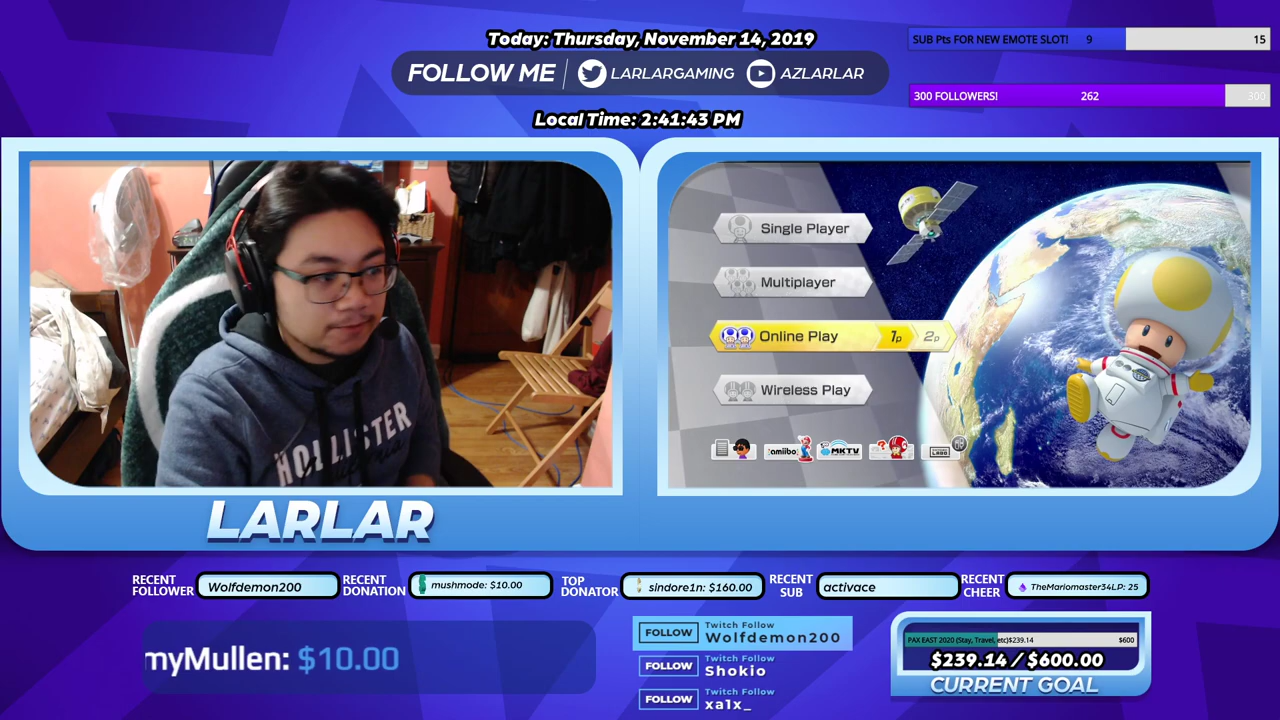 Today: Thursday, November 14, 2019
FOLLOW ME
LARLARGAMING
AZLARLAR
Local Time: 2:41:43 PM
SUB Pts FOR NEW EMOTE SLOT! 9 15
300 FOLLOWERS! 262 300
HOLLISTER
Single Player
Multiplayer
Online Play 1p 2p
Wireless Play
amiibo
MKTV
LABO
LARLAR
RECENT
FOLLOWER
Wolfdemon200
RECENT
DONATION
mushmode: $10.00
TOP
DONATOR
sindore1n: $160.00
RECENT
SUB
activace
RECENT
CHEER
TheMariomaster34LP: 25
myMullen: $10.00
FOLLOW
Twitch Follow
Wolfdemon200
FOLLOW
Twitch Follow
Shokio
FOLLOW
Twitch Follow
xa1x_
PAX EAST 2020 (Stay, Travel, etc)$239.14 $600
$239.14 / $600.00
CURRENT GOAL